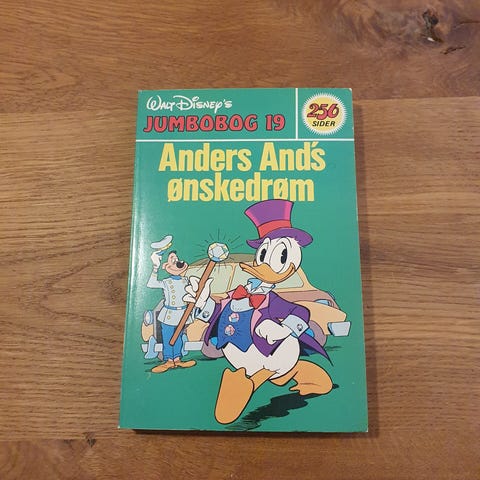 Walt Disney's
JUMBOBOG 19
256
SIDER
Anders And's
ønskedrøm